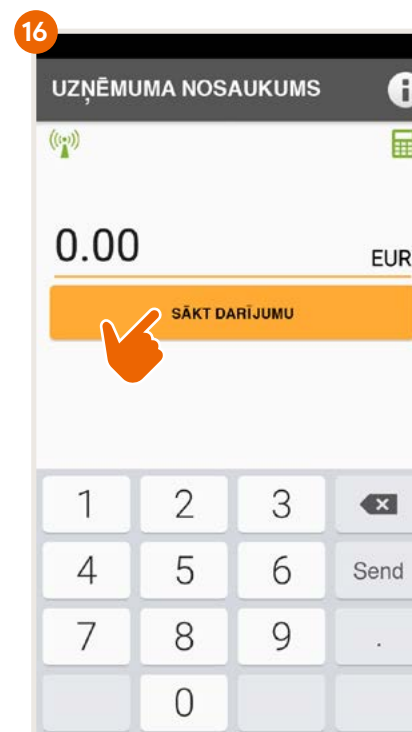 16
UZŅĒMUMA NOSAUKUMS
0.00 EUR
SĀKT DARĪJUMU
1 2 3
4 5 6 Send
7 8 9 .
0